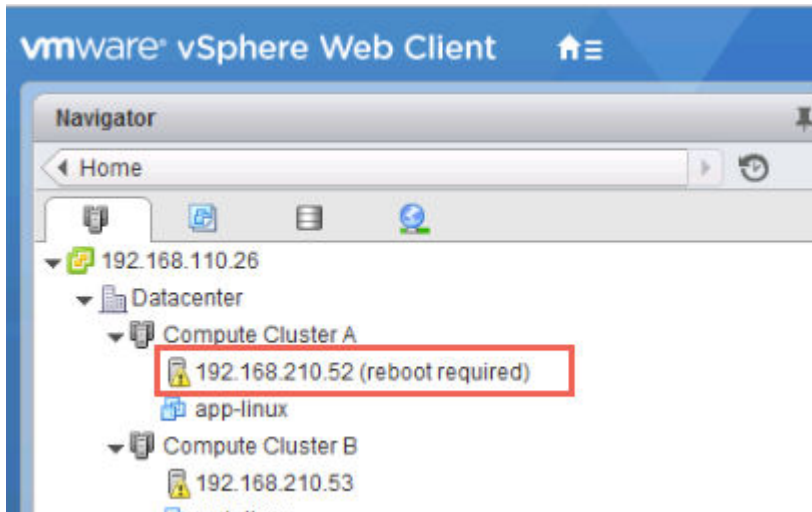 vmware® vSphere Web Client
Navigator
Home
192.168.110.26
Datacenter
Compute Cluster A
192.168.210.52 (reboot required)
app-linux
Compute Cluster B
192.168.210.53